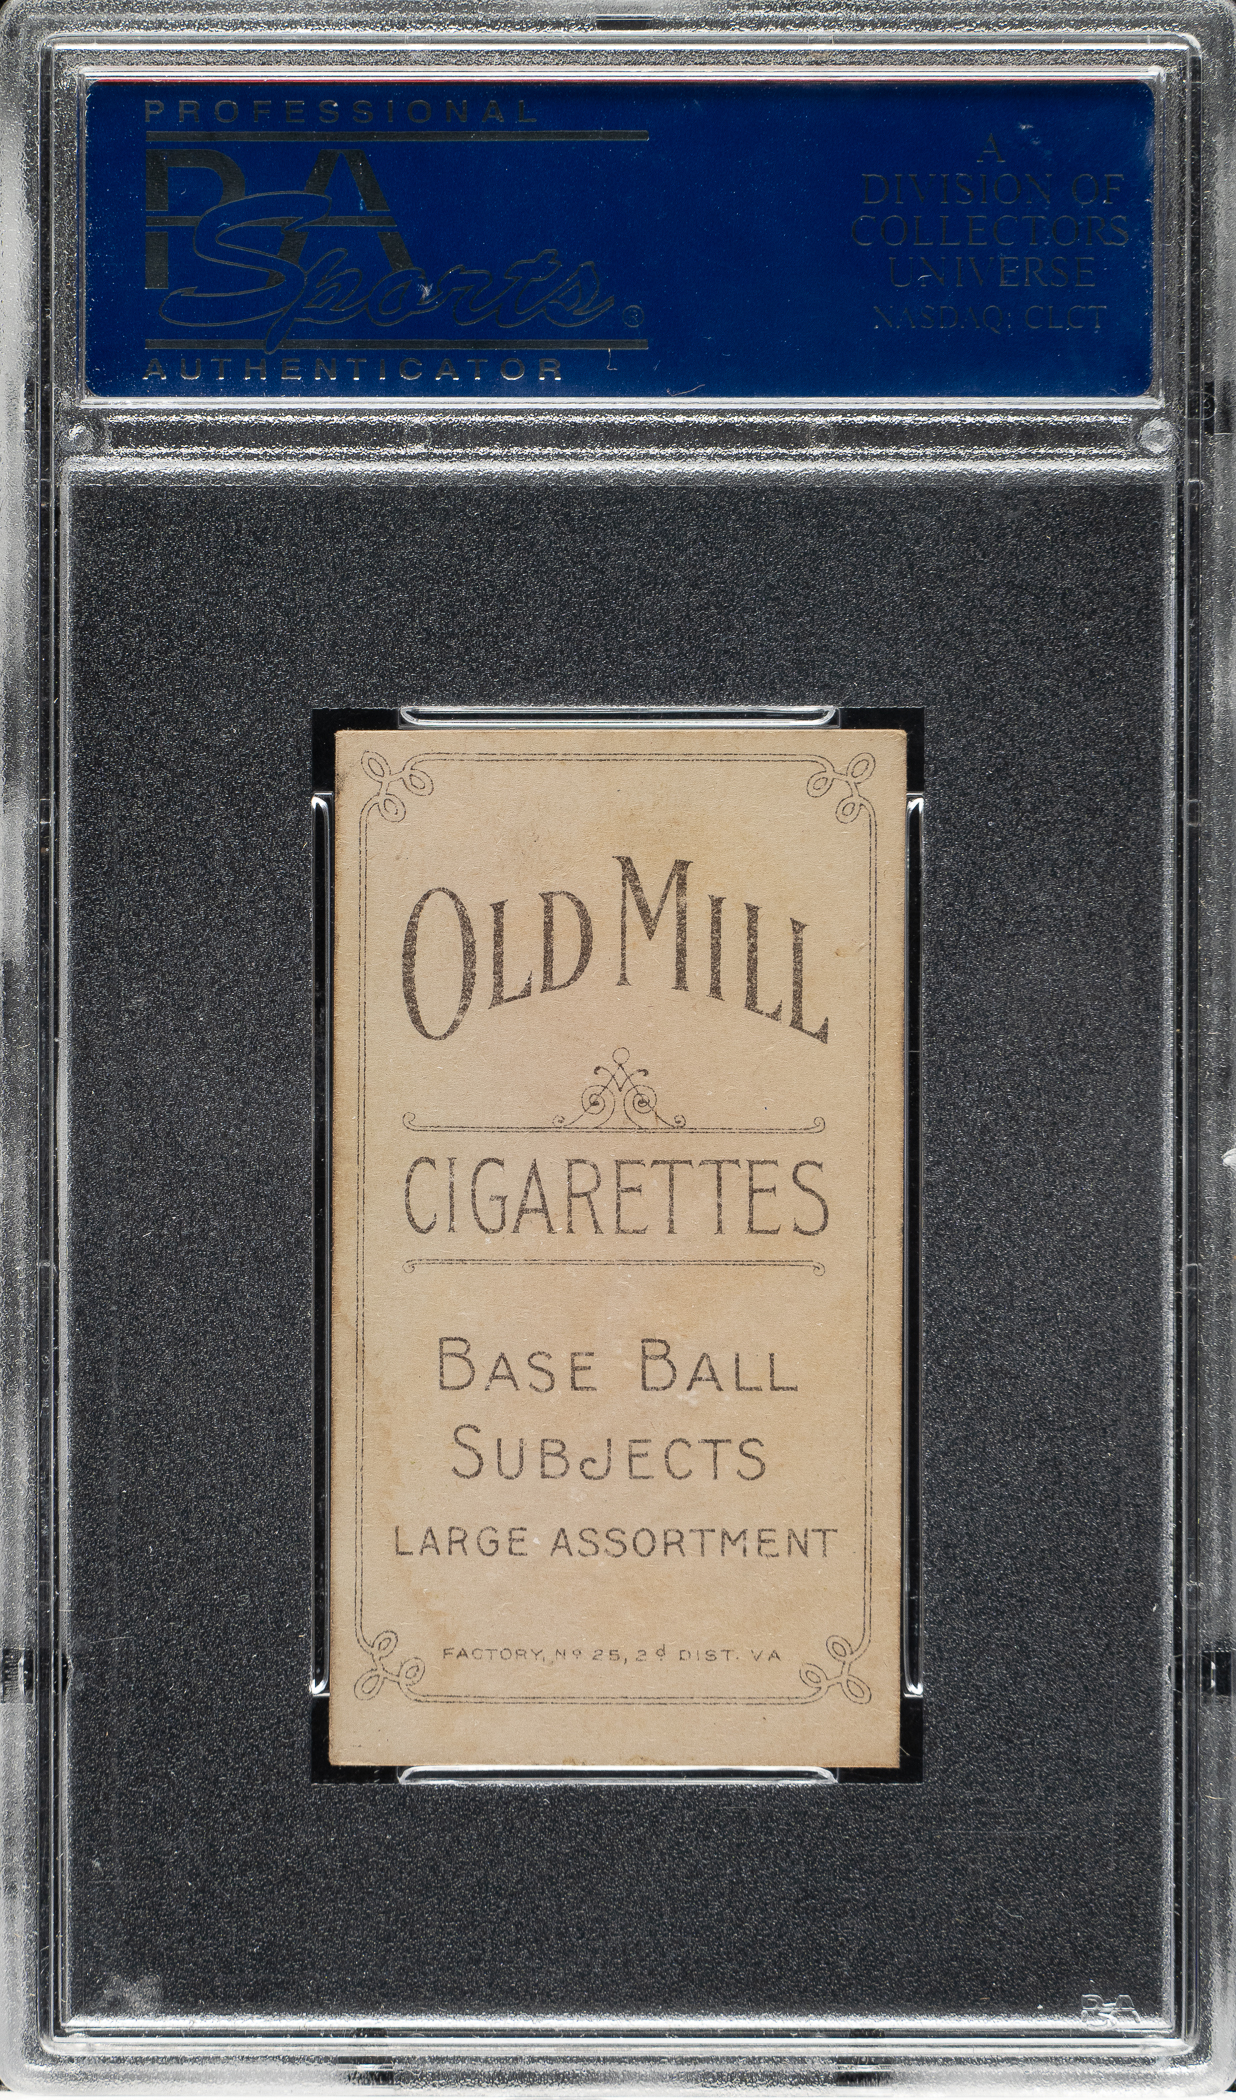 PROFESSIONAL
PSA
Sports ®
AUTHENTICATOR
A
DIVISION OF
COLLECTORS
UNIVERSE
NASDAQ: CLCT
OLD MILL
CIGARETTES
BASE BALL
SUBJECTS
LARGE ASSORTMENT
FACTORY, Nº 25, 2ᵈ DIST. VA
PSA